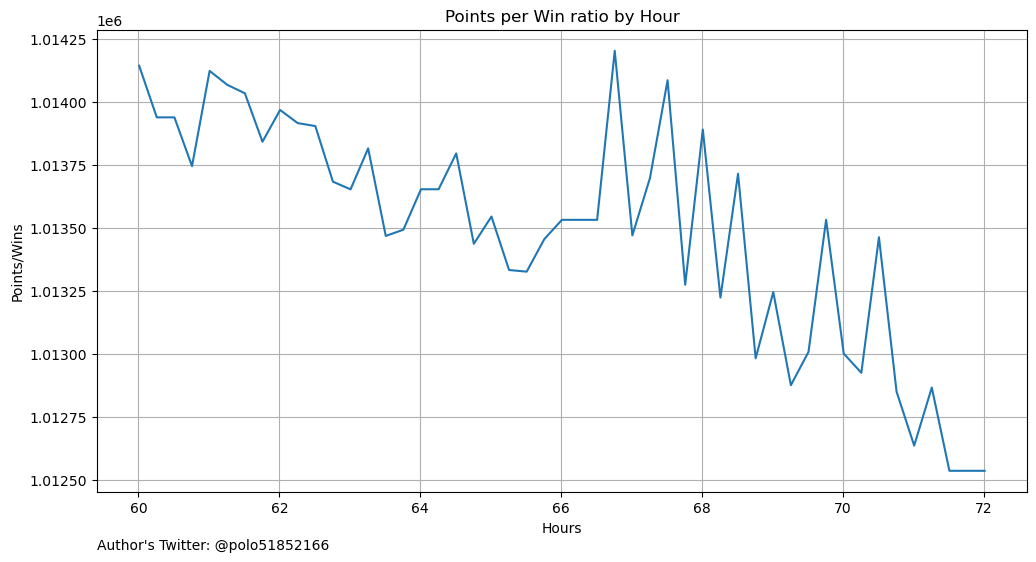 Points per Win ratio by Hour
1e6
1.01425
1.01400
1.01375
1.01350
1.01325
1.01300
1.01275
1.01250
Points/Wins
60 62 64 66 68 70 72
Hours
Author's Twitter: @polo51852166